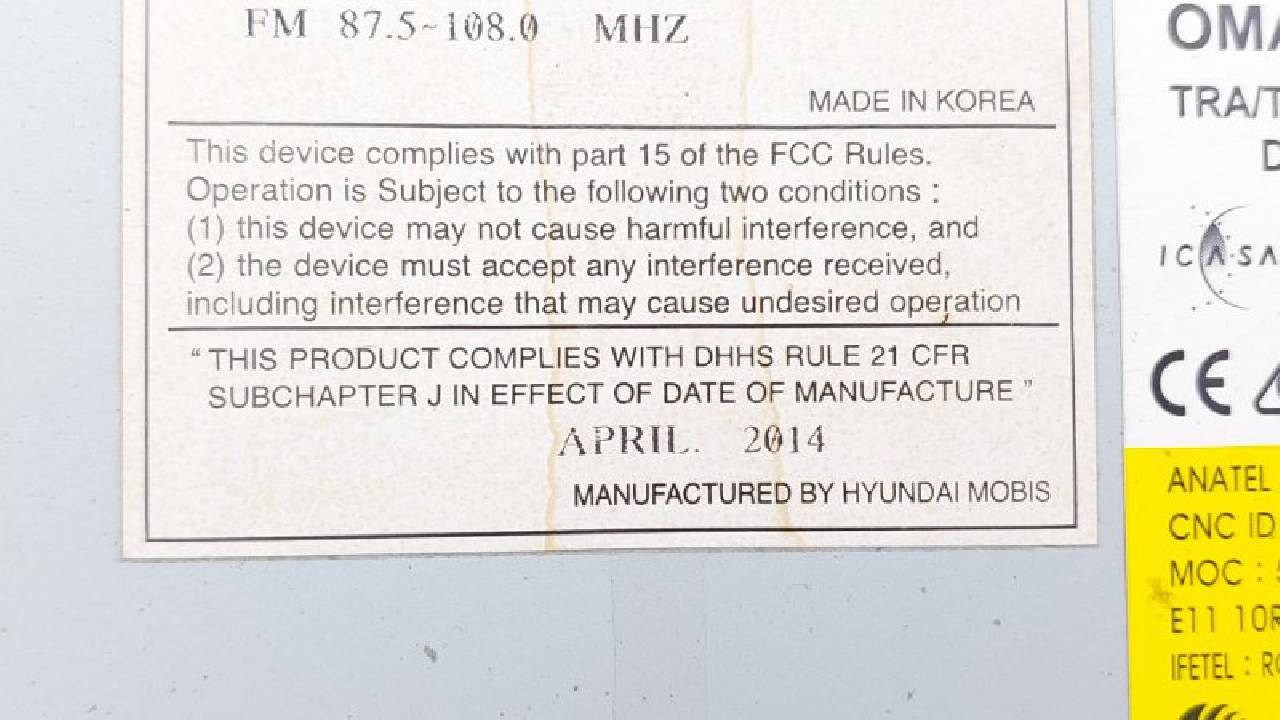 FM 87.5~108.0 MHZ
MADE IN KOREA
This device complies with part 15 of the FCC Rules.
Operation is Subject to the following two conditions :
(1) this device may not cause harmful interference, and
(2) the device must accept any interference received,
including interference that may cause undesired operation
“ THIS PRODUCT COMPLIES WITH DHHS RULE 21 CFR
SUBCHAPTER J IN EFFECT OF DATE OF MANUFACTURE ”
APRIL. 2014
MANUFACTURED BY HYUNDAI MOBIS
OMA
TRA/T
D
ICASA
CE
ANATEL
CNC ID
MOC :
E11 10R
IFETEL :